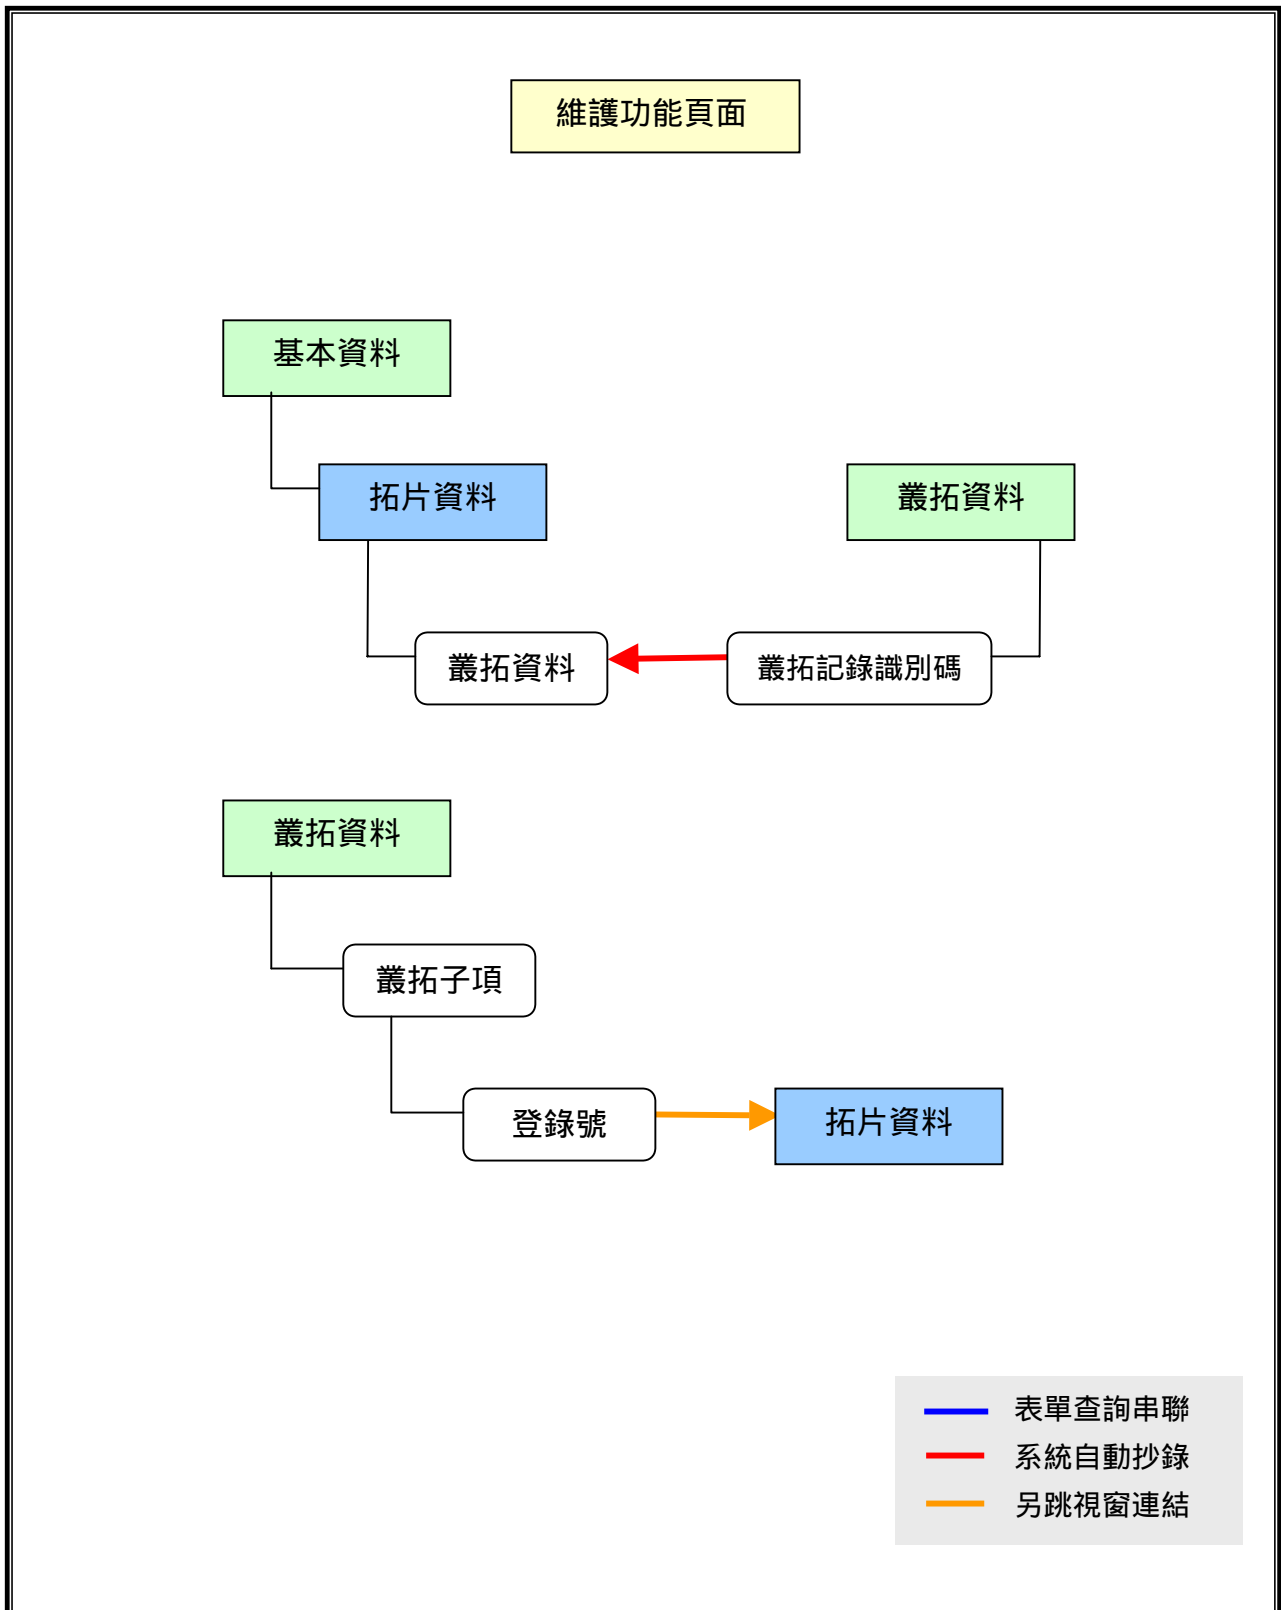 維護功能頁面
基本資料
拓片資料
叢拓資料
叢拓資料
叢拓記錄識別碼
叢拓資料
叢拓子項
登錄號
拓片資料
表單查詢串聯
系統自動抄錄
另跳視窗連結